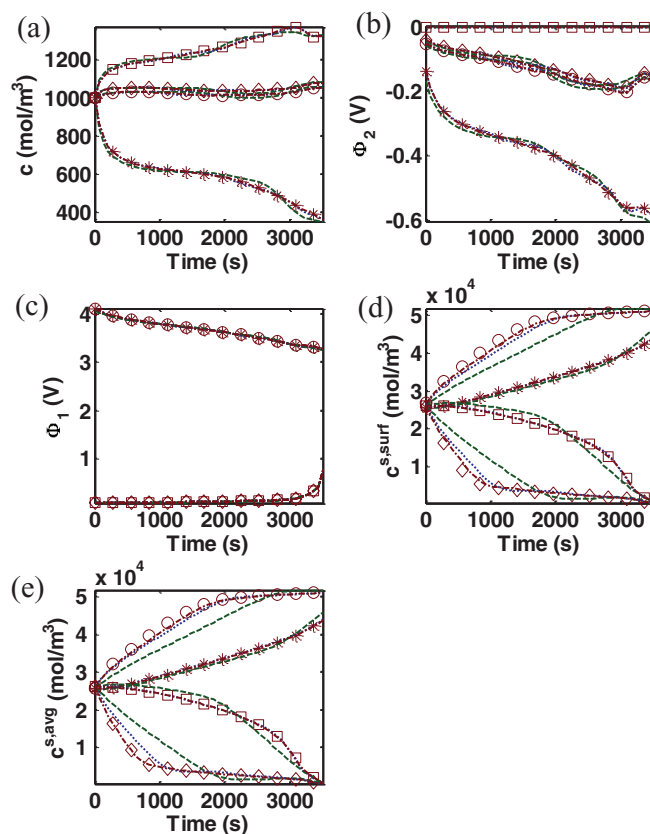 (a)
1200
1000
800
600
400
c (mol/m³)
0 1000 2000 3000
Time (s)
(b)
0
-0.2
-0.4
-0.6
Φ₂ (V)
0 1000 2000 3000
Time (s)
(c)
4
3
2
1
Φ₁ (V)
0 1000 2000 3000
Time (s)
(d)
x 10⁴
5
4
3
2
1
c^{s,surf} (mol/m³)
0 1000 2000 3000
Time (s)
(e)
x 10⁴
5
4
3
2
1
c^{s,avg} (mol/m³)
0 1000 2000 3000
Time (s)